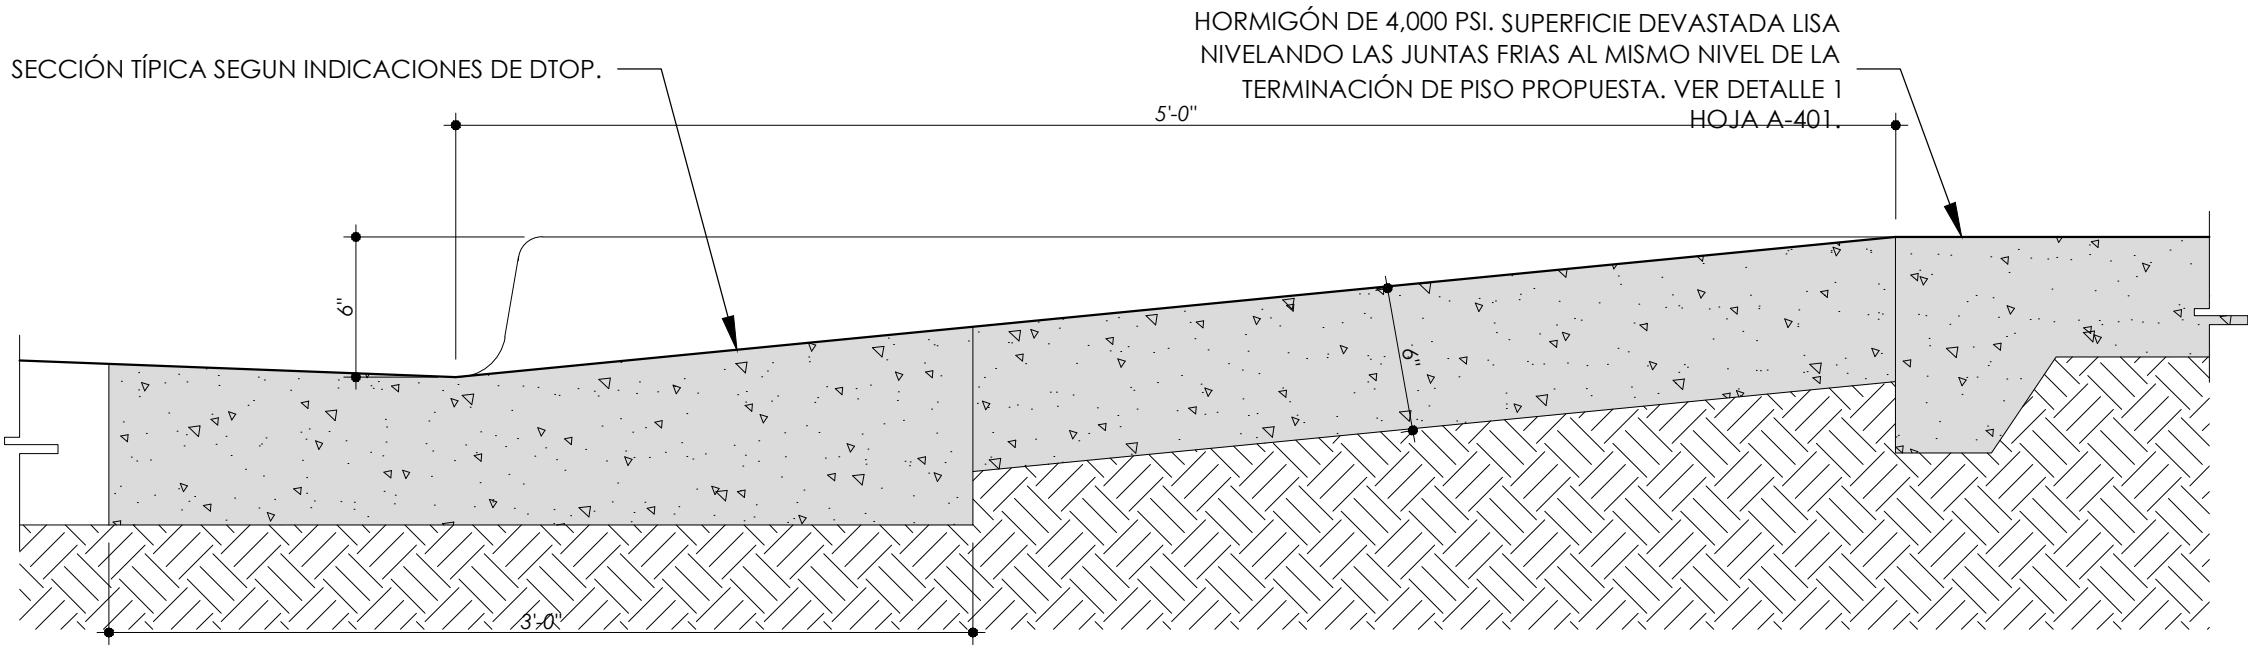 HORMIGÓN DE 4,000 PSI. SUPERFICIE DEVASTADA LISA
NIVELANDO LAS JUNTAS FRIAS AL MISMO NIVEL DE LA
TERMINACIÓN DE PISO PROPUESTA. VER DETALLE 1
HOJA A-401.
SECCIÓN TÍPICA SEGUN INDICACIONES DE DTOP.
5'-0"
6"
6"
3'-0"